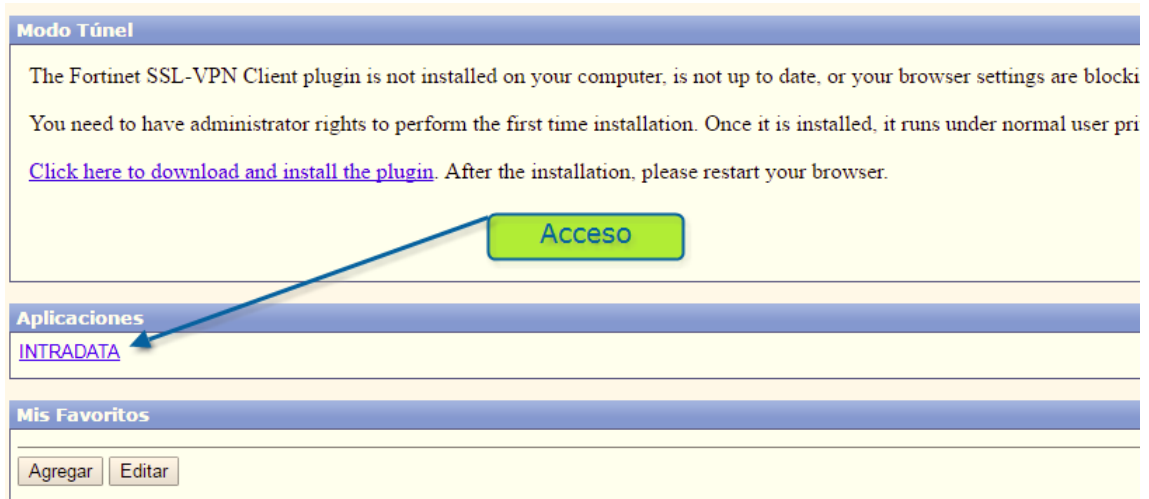 Modo Túnel
The Fortinet SSL-VPN Client plugin is not installed on your computer, is not up to date, or your browser settings are blocki
You need to have administrator rights to perform the first time installation. Once it is installed, it runs under normal user pri
Click here to download and install the plugin. After the installation, please restart your browser.
Acceso
Aplicaciones
INTRADATA
Mis Favoritos
Agregar Editar